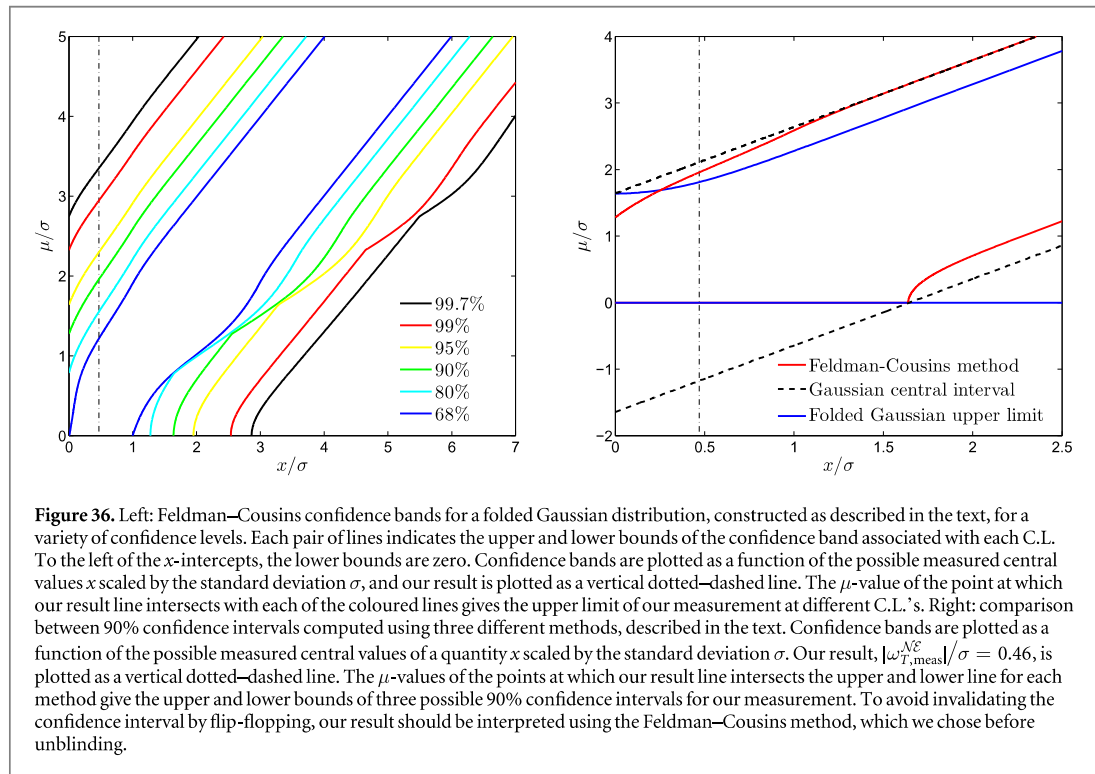 5
4
3
2
1
0
μ/σ
0 1 2 3 4 5 6 7
x/σ
99.7%
99%
95%
90%
80%
68%
4
3
2
1
0
−1
−2
μ/σ
0 0.5 1 1.5 2 2.5
x/σ
Feldman-Cousins method
Gaussian central interval
Folded Gaussian upper limit
Figure 36. Left: Feldman–Cousins confidence bands for a folded Gaussian distribution, constructed as described in the text, for a
variety of confidence levels. Each pair of lines indicates the upper and lower bounds of the confidence band associated with each C.L.
To the left of the x-intercepts, the lower bounds are zero. Confidence bands are plotted as a function of the possible measured central
values x scaled by the standard deviation σ, and our result is plotted as a vertical dotted–dashed line. The μ-value of the point at which
our result line intersects with each of the coloured lines gives the upper limit of our measurement at different C.L.'s. Right: comparison
between 90% confidence intervals computed using three different methods, described in the text. Confidence bands are plotted as a
function of the possible measured central values of a quantity x scaled by the standard deviation σ. Our result, |ω^{𝒩ℰ}_{T,meas}|/σ = 0.46, is
plotted as a vertical dotted–dashed line. The μ-values of the points at which our result line intersects the upper and lower line for each
method give the upper and lower bounds of three possible 90% confidence intervals for our measurement. To avoid invalidating the
confidence interval by flip-flopping, our result should be interpreted using the Feldman–Cousins method, which we chose before
unblinding.